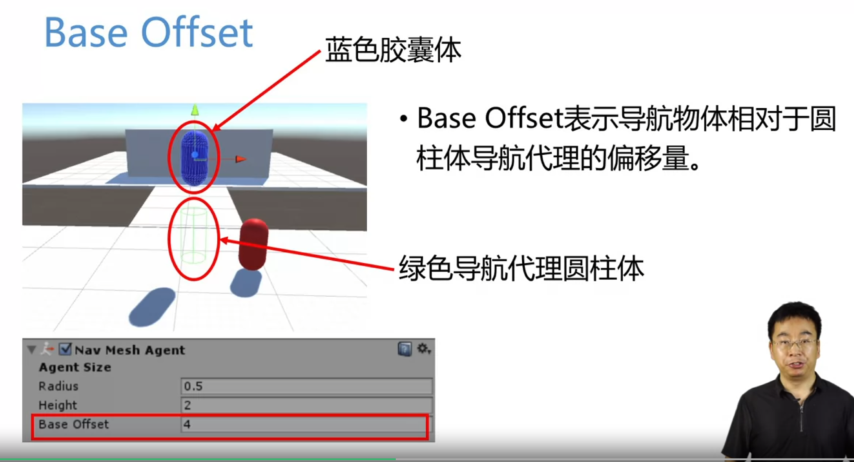 Base Offset
蓝色胶囊体
• Base Offset表示导航物体相对于圆
柱体导航代理的偏移量。
绿色导航代理圆柱体
Nav Mesh Agent
Agent Size
Radius 0.5
Height 2
Base Offset 4